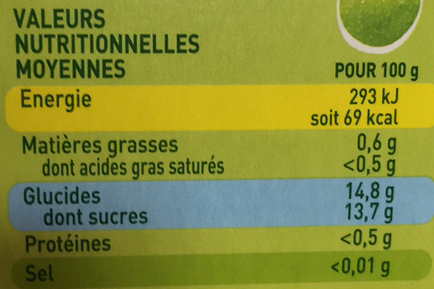 VALEURS
NUTRITIONNELLES
MOYENNES
POUR 100 g
Energie 293 kJ
soit 69 kcal
Matières grasses 0,6 g
dont acides gras saturés <0,5 g
Glucides 14,8 g
dont sucres 13,7 g
Protéines <0,5 g
Sel <0,01 g